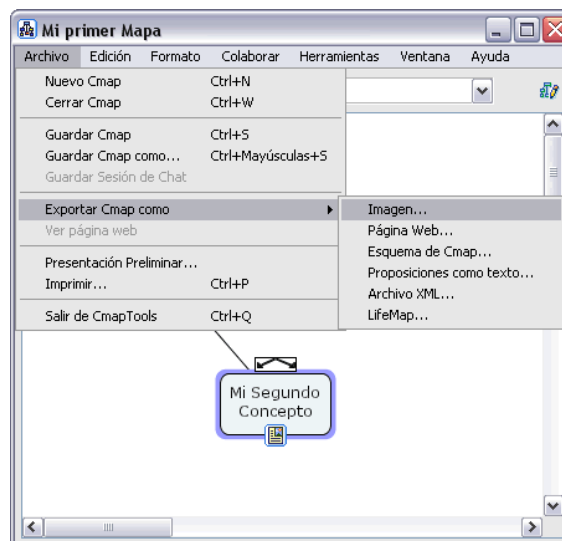 Mi primer Mapa
Archivo Edición Formato Colaborar Herramientas Ventana Ayuda
Nuevo Cmap Ctrl+N
Cerrar Cmap Ctrl+W
Guardar Cmap Ctrl+S
Guardar Cmap como... Ctrl+Mayúsculas+S
Guardar Sesión de Chat
Exportar Cmap como
Ver página web
Presentación Preliminar...
Imprimir... Ctrl+P
Salir de CmapTools Ctrl+Q
Imagen...
Página Web...
Esquema de Cmap...
Proposiciones como texto...
Archivo XML...
LifeMap...
Mi Segundo
Concepto